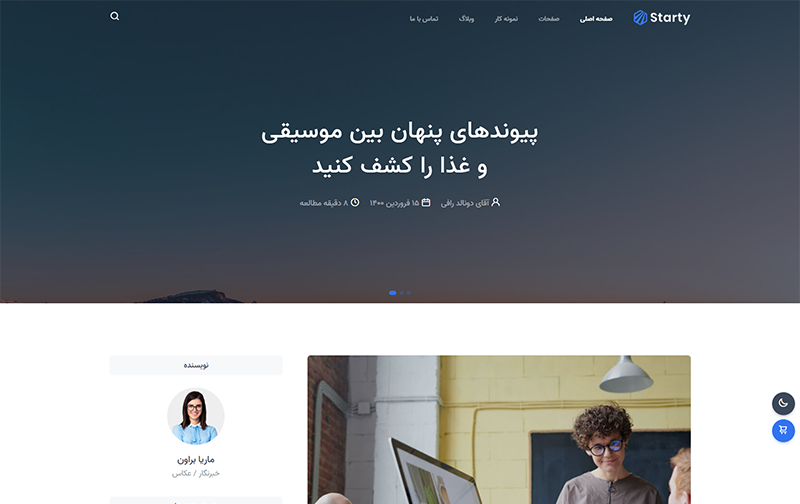 Starty
صفحه اصلی
صفحات
نمونه کار
وبلاگ
تماس با ما
پیوندهای پنهان بین موسیقی
و غذا را کشف کنید
آقای دونالد رافی
۱۵ فروردین ۱۴۰۰
۸ دقیقه مطالعه
نویسنده
ماریا براون
خبرنگار / عکاس